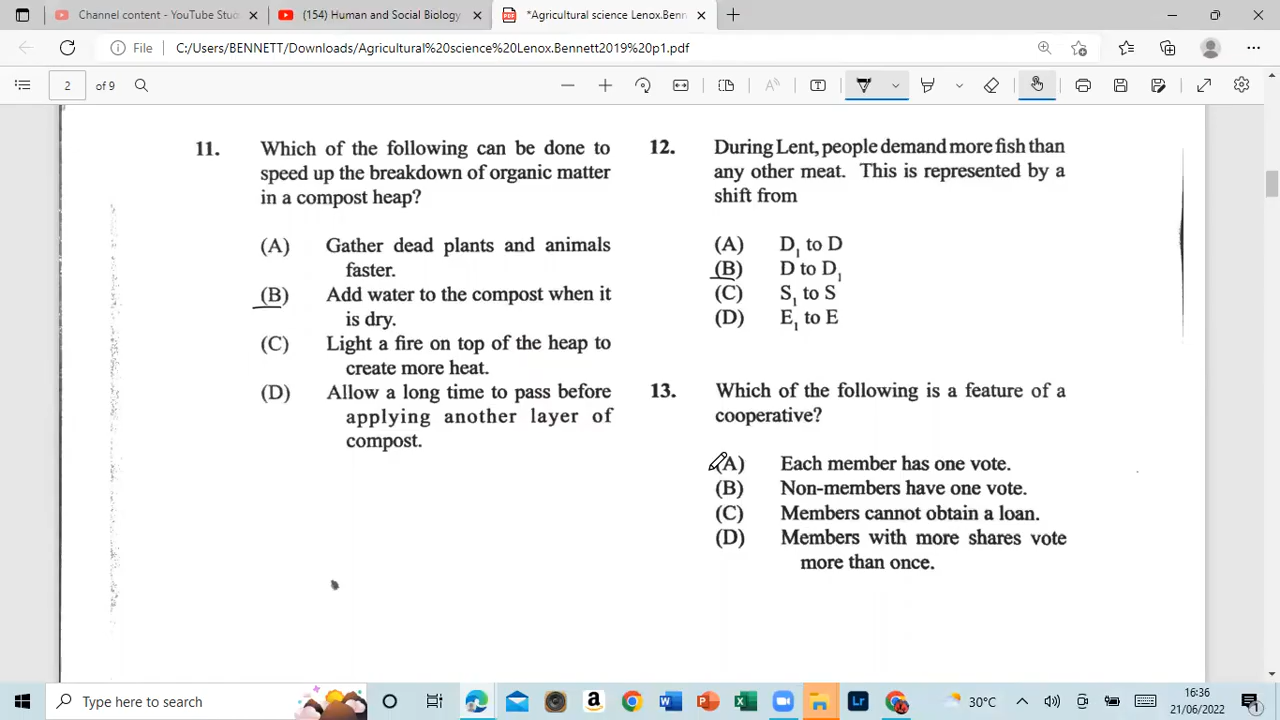 Channel content - YouTube
(154) Human and Social Biology
*Agricultural science Lenox.Benn
File
C:/Users/BENNETT/Downloads/Agricultural%20science%20Lenox.Bennett2019%20p1.pdf
2
of 9
11. Which of the following can be done to
speed up the breakdown of organic matter
in a compost heap?
(A) Gather dead plants and animals
faster.
(B) Add water to the compost when it
is dry.
(C) Light a fire on top of the heap to
create more heat.
(D) Allow a long time to pass before
applying another layer of
compost.
12. During Lent, people demand more fish than
any other meat. This is represented by a
shift from
(A) D₁ to D
(B) D to D₁
(C) S₁ to S
(D) E₁ to E
13. Which of the following is a feature of a
cooperative?
(A) Each member has one vote.
(B) Non-members have one vote.
(C) Members cannot obtain a loan.
(D) Members with more shares vote
more than once.
Type here to search
30°C
16:36
21/06/2022